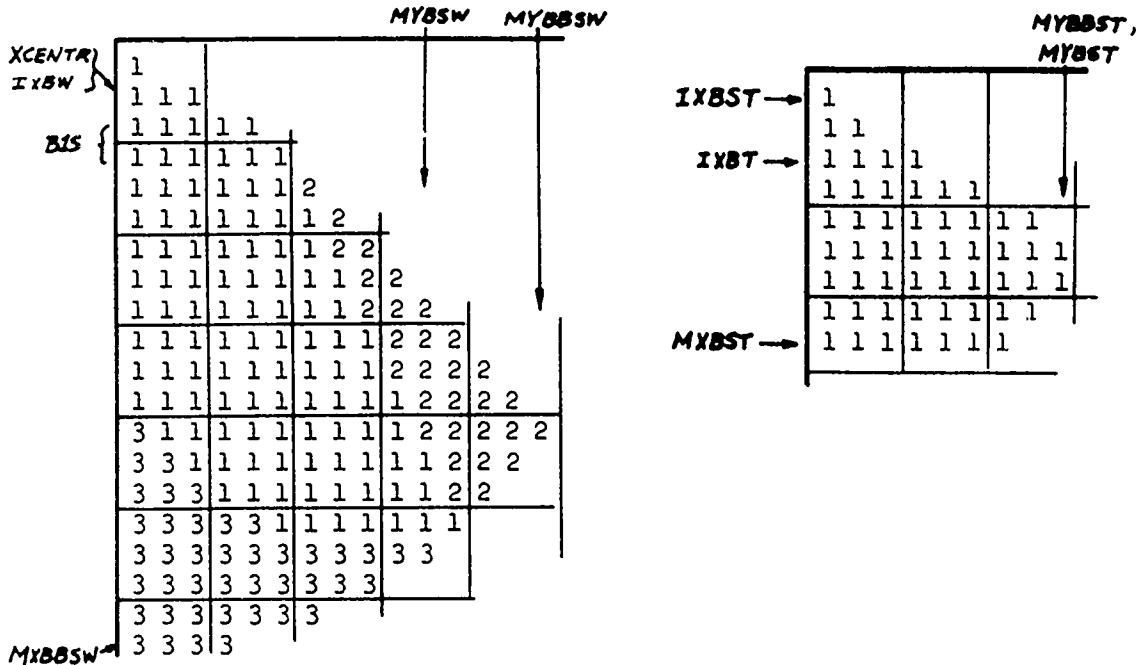 MYBSW MYBBSW
XCENTR
IXBW
B1S
1
1 1 1
1 1 1 1 1
1 1 1 1 1 1
1 1 1 1 1 1 2
1 1 1 1 1 1 1 2
1 1 1 1 1 1 1 2 2
1 1 1 1 1 1 1 1 2 2
1 1 1 1 1 1 1 1 2 2 2
1 1 1 1 1 1 1 1 1 2 2 2
1 1 1 1 1 1 1 1 1 2 2 2 2
1 1 1 1 1 1 1 1 1 1 2 2 2 2
3 1 1 1 1 1 1 1 1 1 2 2 2 2 2
3 3 1 1 1 1 1 1 1 1 1 2 2 2
3 3 3 1 1 1 1 1 1 1 1 2 2
3 3 3 3 3 1 1 1 1 1 1 1
3 3 3 3 3 3 3 3 3 3 3
3 3 3 3 3 3 3 3 3
3 3 3 3 3 3 3
3 3 3 3
MXBBSW
MYBBST,
MYBST
IXBST 1
1 1
IXBT 1 1 1 1
1 1 1 1 1 1
1 1 1 1 1 1 1 1
1 1 1 1 1 1 1 1 1
1 1 1 1 1 1 1 1 1
1 1 1 1 1 1 1 1
MXBST 1 1 1 1 1 1 1